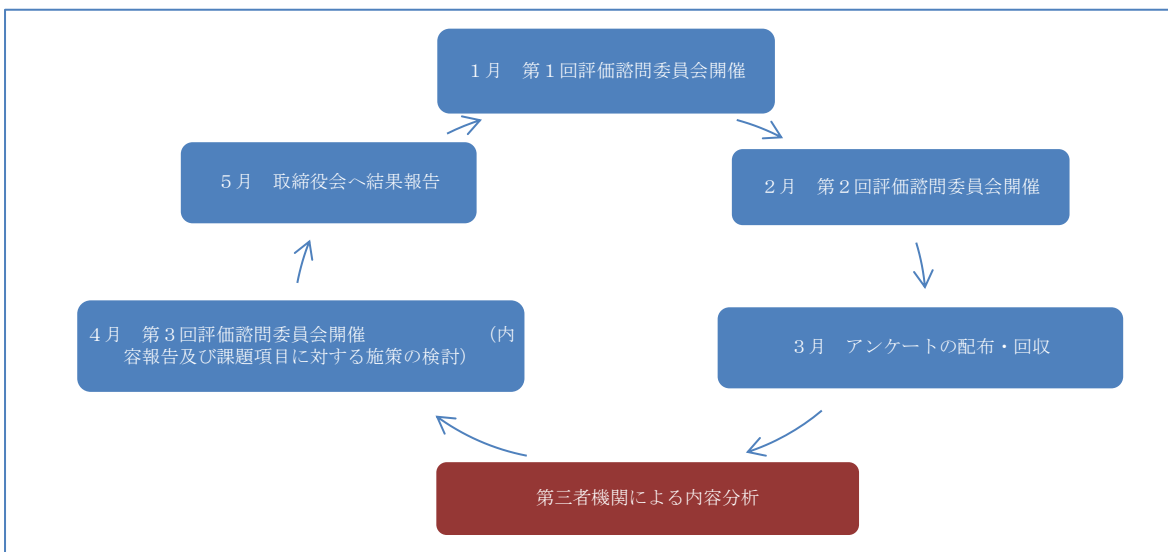 １月　第１回評価諮問委員会開催
２月　第２回評価諮問委員会開催
３月　アンケートの配布・回収
第三者機関による内容分析
４月　第３回評価諮問委員会開催　　　　　　　（内
容報告及び課題項目に対する施策の検討）
５月　取締役会へ結果報告